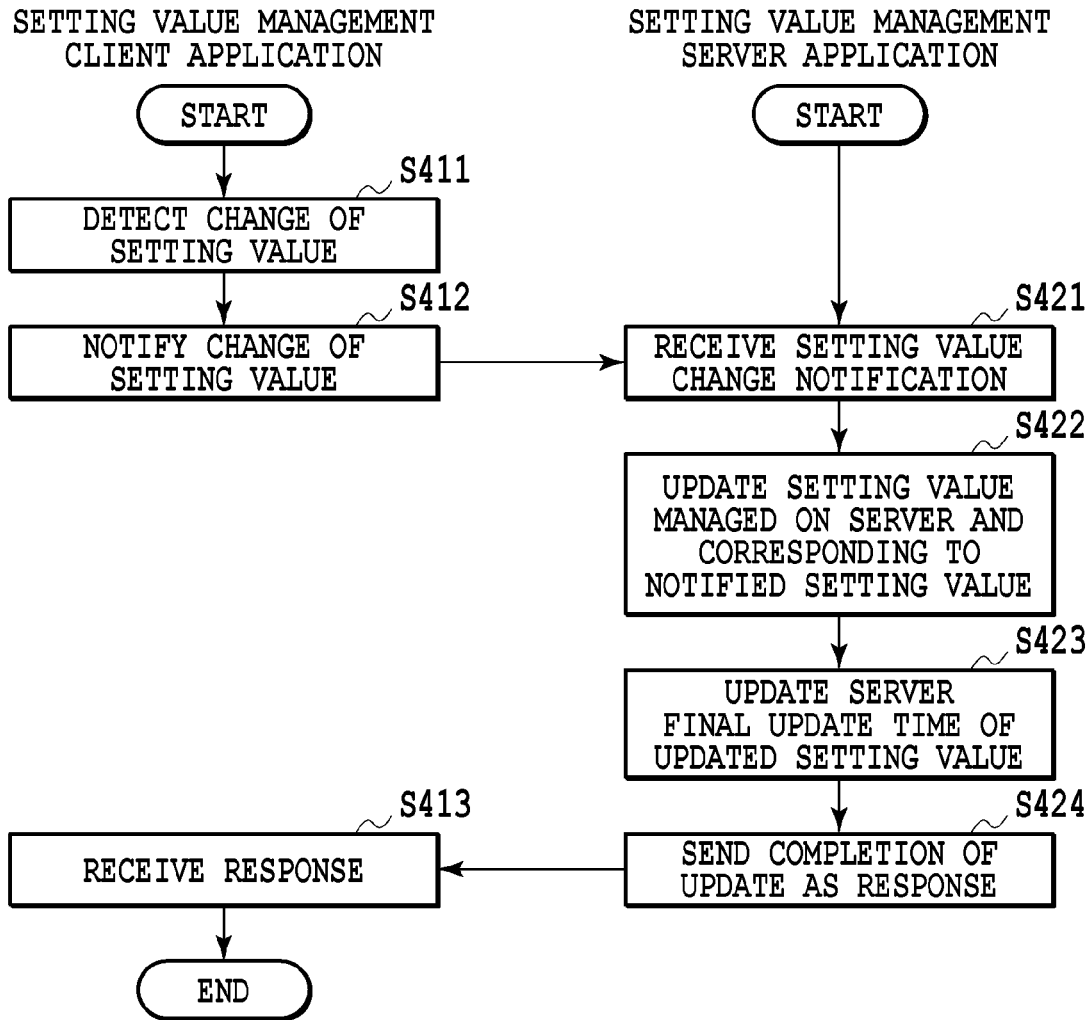 SETTING VALUE MANAGEMENT
CLIENT APPLICATION
START
S411
DETECT CHANGE OF
SETTING VALUE
S412
NOTIFY CHANGE OF
SETTING VALUE
S413
RECEIVE RESPONSE
END
SETTING VALUE MANAGEMENT
SERVER APPLICATION
START
S421
RECEIVE SETTING VALUE
CHANGE NOTIFICATION
S422
UPDATE SETTING VALUE
MANAGED ON SERVER AND
CORRESPONDING TO
NOTIFIED SETTING VALUE
S423
UPDATE SERVER
FINAL UPDATE TIME OF
UPDATED SETTING VALUE
S424
SEND COMPLETION OF
UPDATE AS RESPONSE